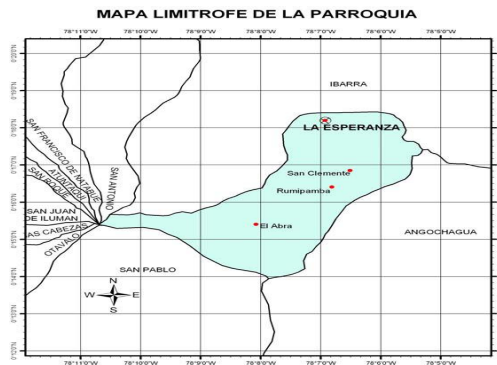 MAPA LIMITROFE DE LA PARROQUIA
78°11'0"W 78°10'0"W 78°9'0"W 78°8'0"W 78°7'0"W 78°6'0"W 78°5'0"W
IBARRA
LA ESPERANZA
SAN FRANCISCO DE NATABUE
ATUNTAQUI
SAN ROQUE
SAN ANTONIO
San Clemente
Rumipamba
SAN JUAN
DE ILUMAN
AS CABEZAS
OTAVALO
El Abra
ANGOCHAGUA
SAN PABLO
N
W E
S
78°11'0"W 78°10'0"W 78°9'0"W 78°8'0"W 78°7'0"W 78°6'0"W 78°5'0"W